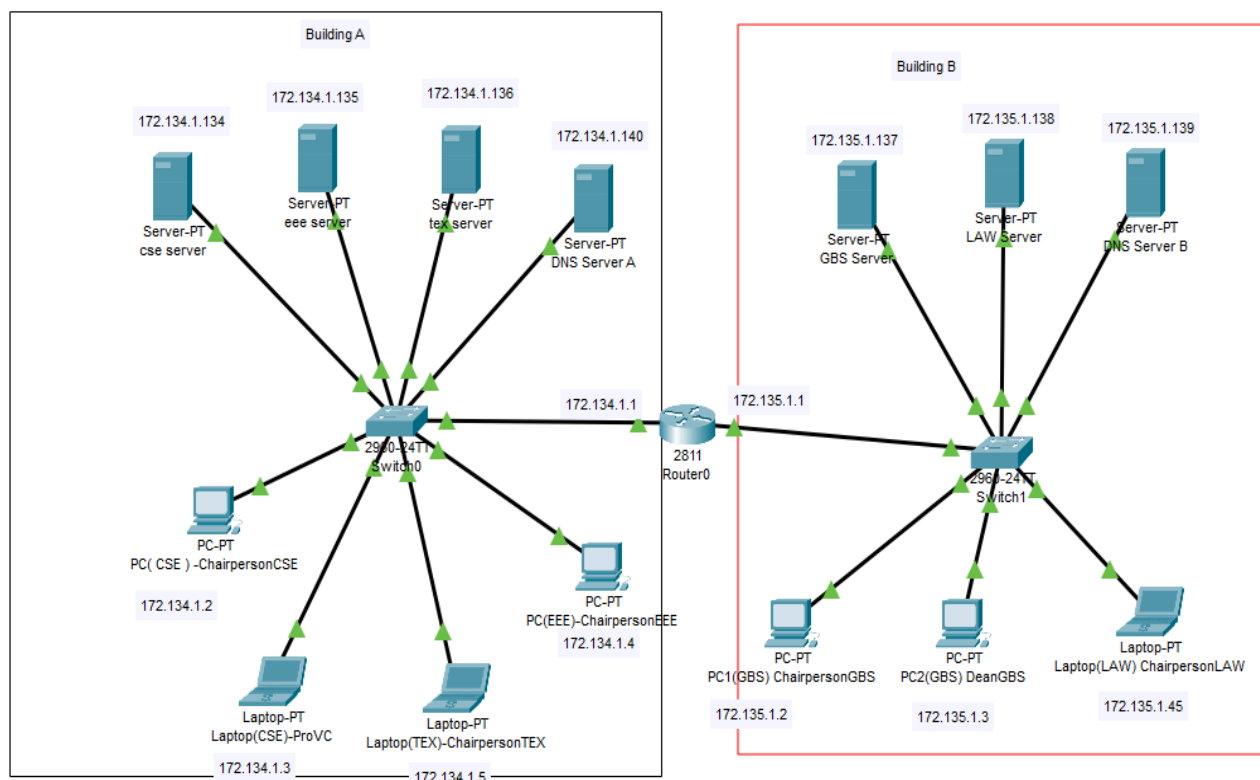 Building A
172.134.1.134
172.134.1.135
172.134.1.136
172.134.1.140
Server-PT
cse server
Server-PT
eee server
Server-PT
tex server
Server-PT
DNS Server A
2960-24TT
Switch0
172.134.1.1
2811
Router0
172.135.1.1
PC-PT
PC( CSE ) -ChairpersonCSE
172.134.1.2
PC-PT
PC(EEE)-ChairpersonEEE
172.134.1.4
Laptop-PT
Laptop(CSE)-ProVC
172.134.1.3
Laptop-PT
Laptop(TEX)-ChairpersonTEX
172.134.1.5
Building B
172.135.1.137
172.135.1.138
172.135.1.139
Server-PT
GBS Server
Server-PT
LAW Server
Server-PT
DNS Server B
2960-24TT
Switch1
PC-PT
PC1(GBS) ChairpersonGBS
172.135.1.2
PC-PT
PC2(GBS) DeanGBS
172.135.1.3
Laptop-PT
Laptop(LAW) ChairpersonLAW
172.135.1.45